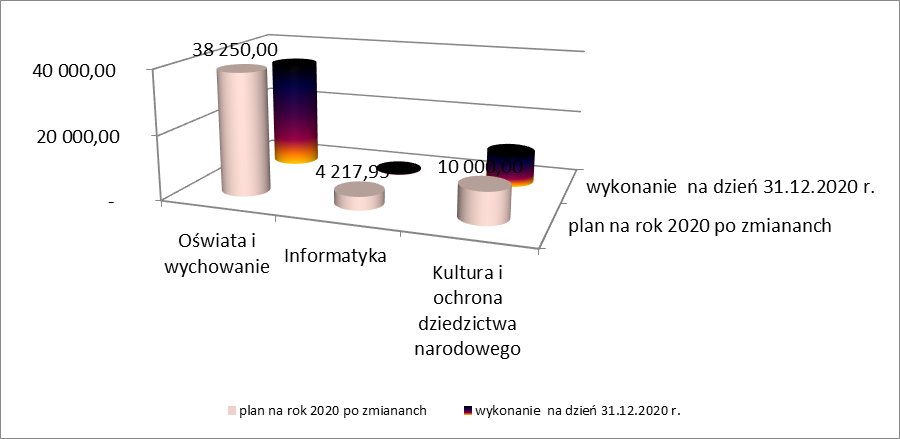 38 250,00
40 000,00
20 000,00
4 217,95
10 000,00
-
wykonanie na dzień 31.12.2020 r.
plan na rok 2020 po zmiananch
Oświata i
wychowanie
Informatyka
Kultura i
ochrona
dziedzictwa
narodowego
plan na rok 2020 po zmiananch
wykonanie na dzień 31.12.2020 r.